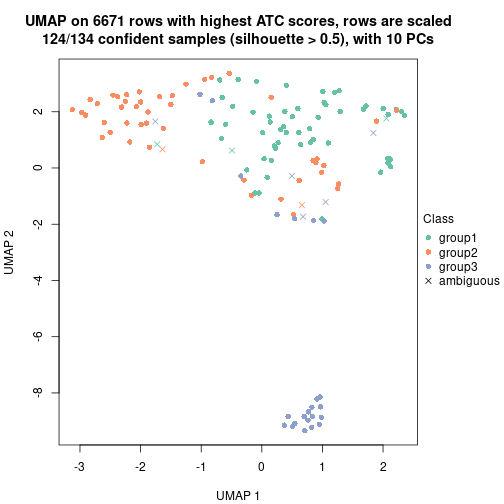 UMAP on 6671 rows with highest ATC scores, rows are scaled
124/134 confident samples (silhouette > 0.5), with 10 PCs
UMAP 2
2
0
-2
-4
-6
-8
-3
-2
-1
0
1
2
UMAP 1
Class
group1
group2
group3
ambiguous